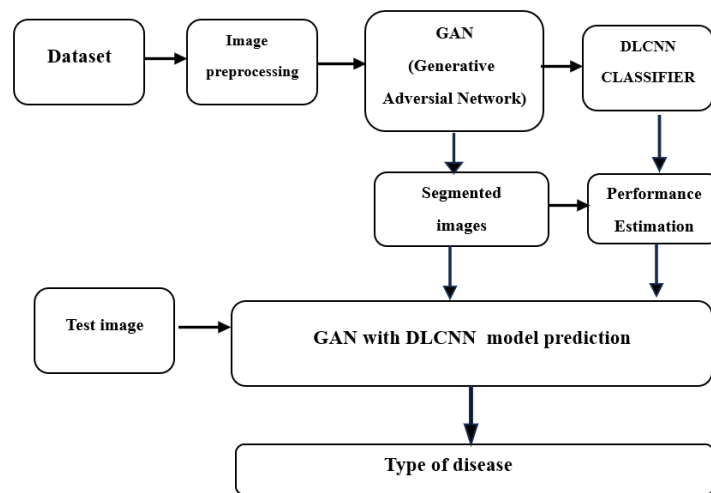 Dataset
Image
preprocessing
GAN
(Generative
Adversial Network)
DLCNN
CLASSIFIER
Segmented
images
Performance
Estimation
Test image
GAN with DLCNN model prediction
Type of disease